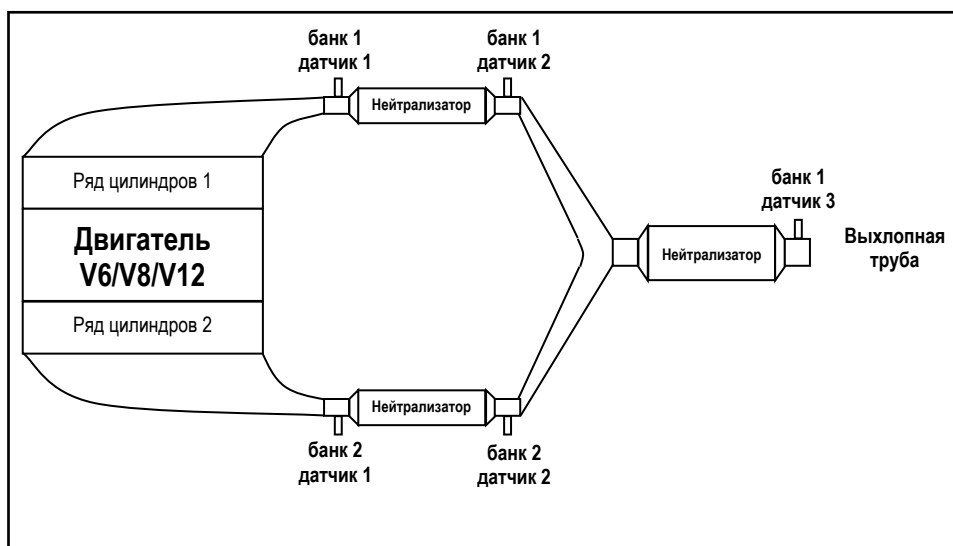 банк 1
датчик 1
банк 1
датчик 2
Нейтрализатор
Ряд цилиндров 1
Двигатель
V6/V8/V12
Ряд цилиндров 2
банк 1
датчик 3
Нейтрализатор
Выхлопная
труба
Нейтрализатор
банк 2
датчик 1
банк 2
датчик 2